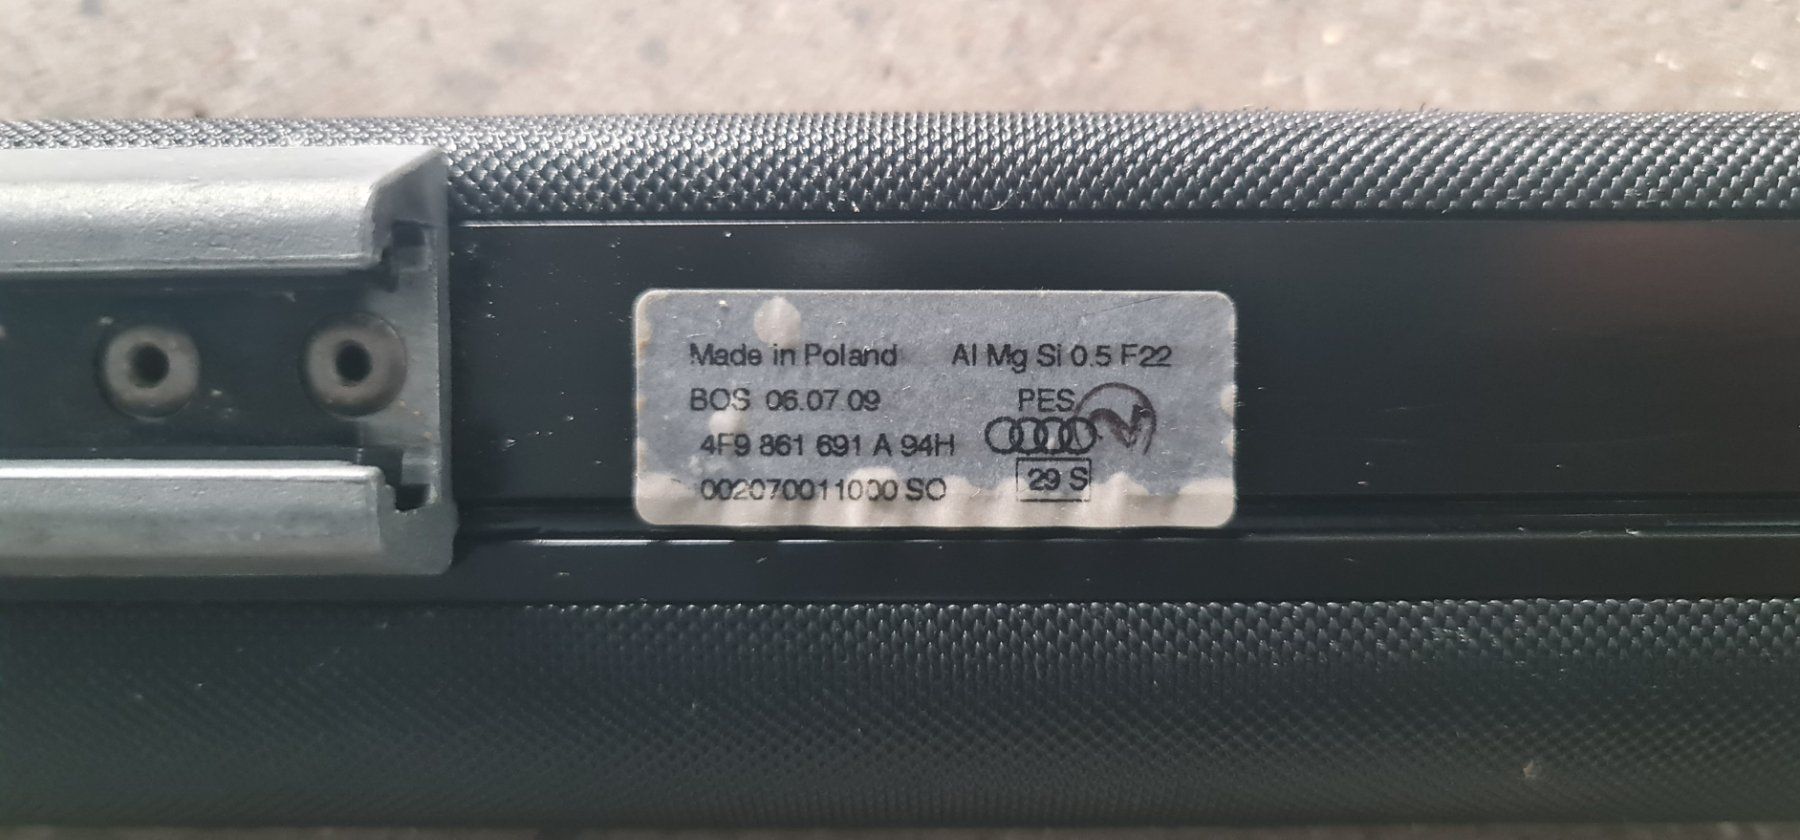 Made in Poland Al Mg Si 0.5 F22
BOS 06.07.09 PES
4F9 861 691 A 94H
002070011000 SO 29 S